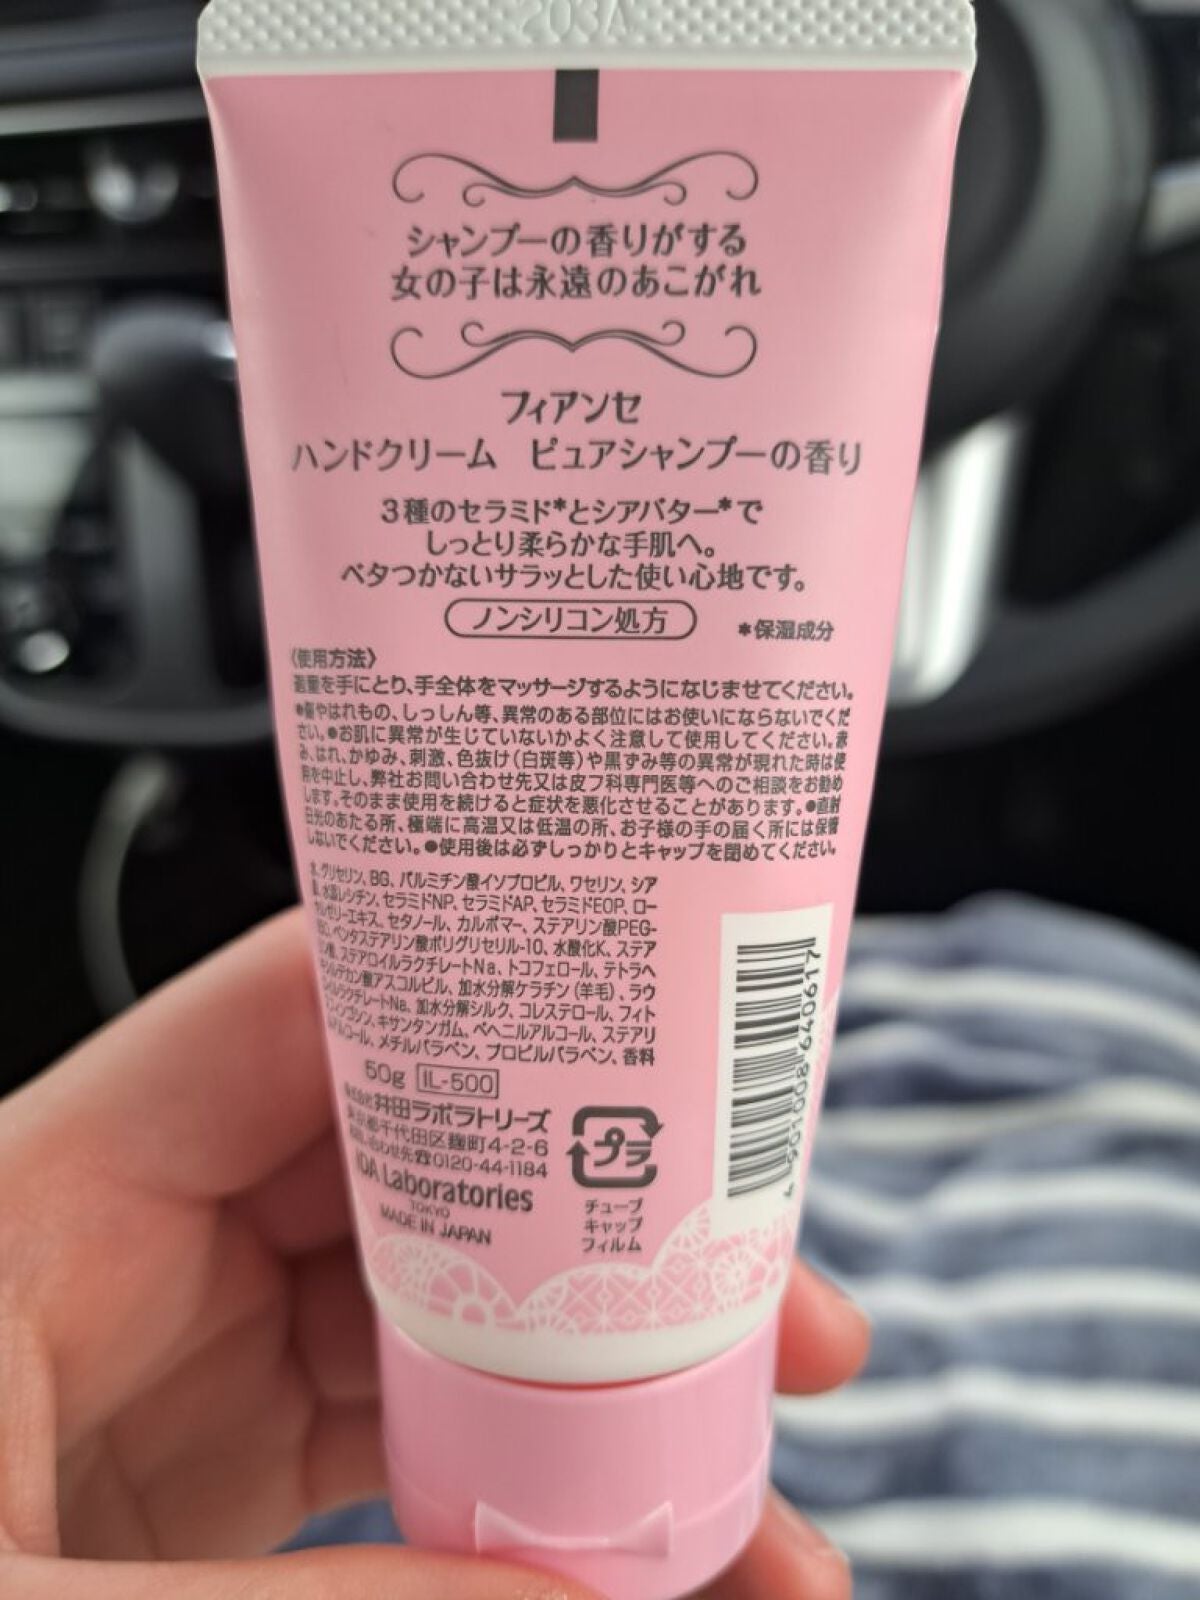 203A
シャンプーの香りがする
女の子は永遠のあこがれ
フィアンセ
ハンドクリーム ピュアシャンプーの香り
3種のセラミド*とシアバター*で
しっとり柔らかな手肌へ。
ベタつかないサラッとした使い心地です。
ノンシリコン処方
*保湿成分
〈使用方法〉
適量を手にとり、手全体をマッサージするようになじませてください。
●傷やはれもの、しっしん等、異常のある部位にはお使いにならないでくだ
さい。●お肌に異常が生じていないかよく注意して使用してください。赤
み、はれ、かゆみ、刺激、色抜け(白斑等)や黒ずみ等の異常が現れた時は使
用を中止し、弊社お問い合わせ先又は皮フ科専門医等へのご相談をお勧め
します。そのまま使用を続けると症状を悪化させることがあります。●直射
日光のあたる所、極端に高温又は低温の所、お子様の手の届く所には保管
しないでください。●使用後は必ずしっかりとキャップを閉めてください。
水、グリセリン、BG、パルミチン酸イソプロピル、ワセリン、シア
脂、水添レシチン、セラミドNP、セラミドAP、セラミドEOP、ロー
ヤルゼリーエキス、セタノール、カルボマー、ステアリン酸PEG-
ペンタステアリン酸ポリグリセリル-10、水酸化K、ステア
リン酸、ステアロイルラクチレートNa、トコフェロール、テトラヘ
キシルデカン酸アスコルビル、加水分解ケラチン(羊毛)、ラウ
ロイルラクチレートNa、加水分解シルク、コレステロール、フィト
スフィンゴシン、キサンタンガム、ベヘニルアルコール、ステアリ
ルアルコール、メチルパラベン、プロピルパラベン、香料
50g IL-500
株式会社 井田ラボラトリーズ
東京都千代田区麹町4-2-6
お問い合わせ先☎0120-44-1184
IDA Laboratories
TOKYO
MADE IN JAPAN
プラ
チューブ
キャップ
フィルム
4 901008 640617